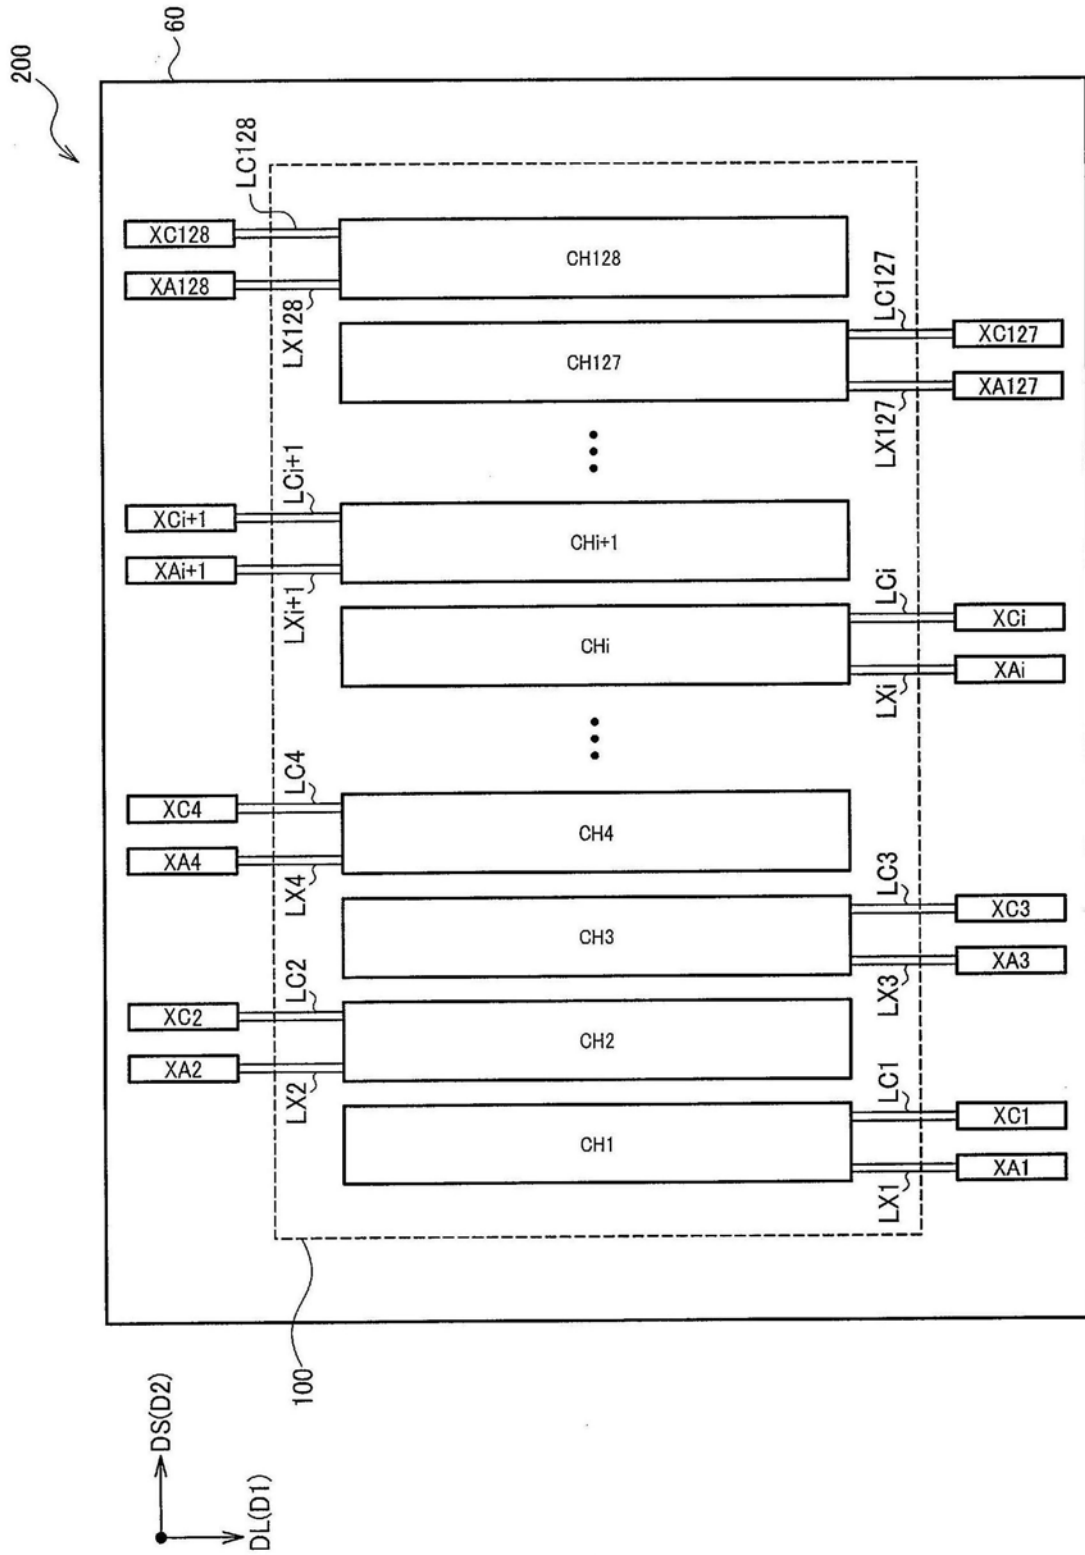 200
60
LC128
XC128
XA128
LX128
CH128
CH127
LC127
LX127
XC127
XA127
XCi+1
XAi+1
LCi+1
LXi+1
CHi+1
CHi
LCi
LXi
XCi
XAi
XC4
XA4
LC4
LX4
CH4
CH3
LC3
LX3
XC3
XA3
XC2
XA2
LC2
LX2
CH2
CH1
LC1
LX1
XC1
XA1
100
DS(D2)
DL(D1)